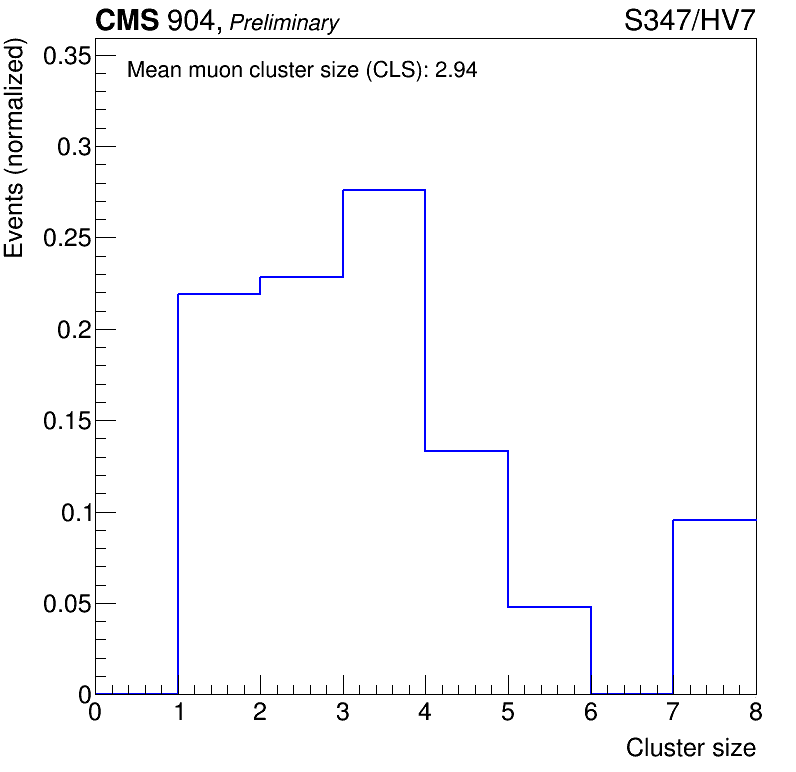 CMS 904, Preliminary S347/HV7
Events (normalized)
Mean muon cluster size (CLS): 2.94
0.35
0.3
0.25
0.2
0.15
0.1
0.05
0
0 1 2 3 4 5 6 7 8
Cluster size